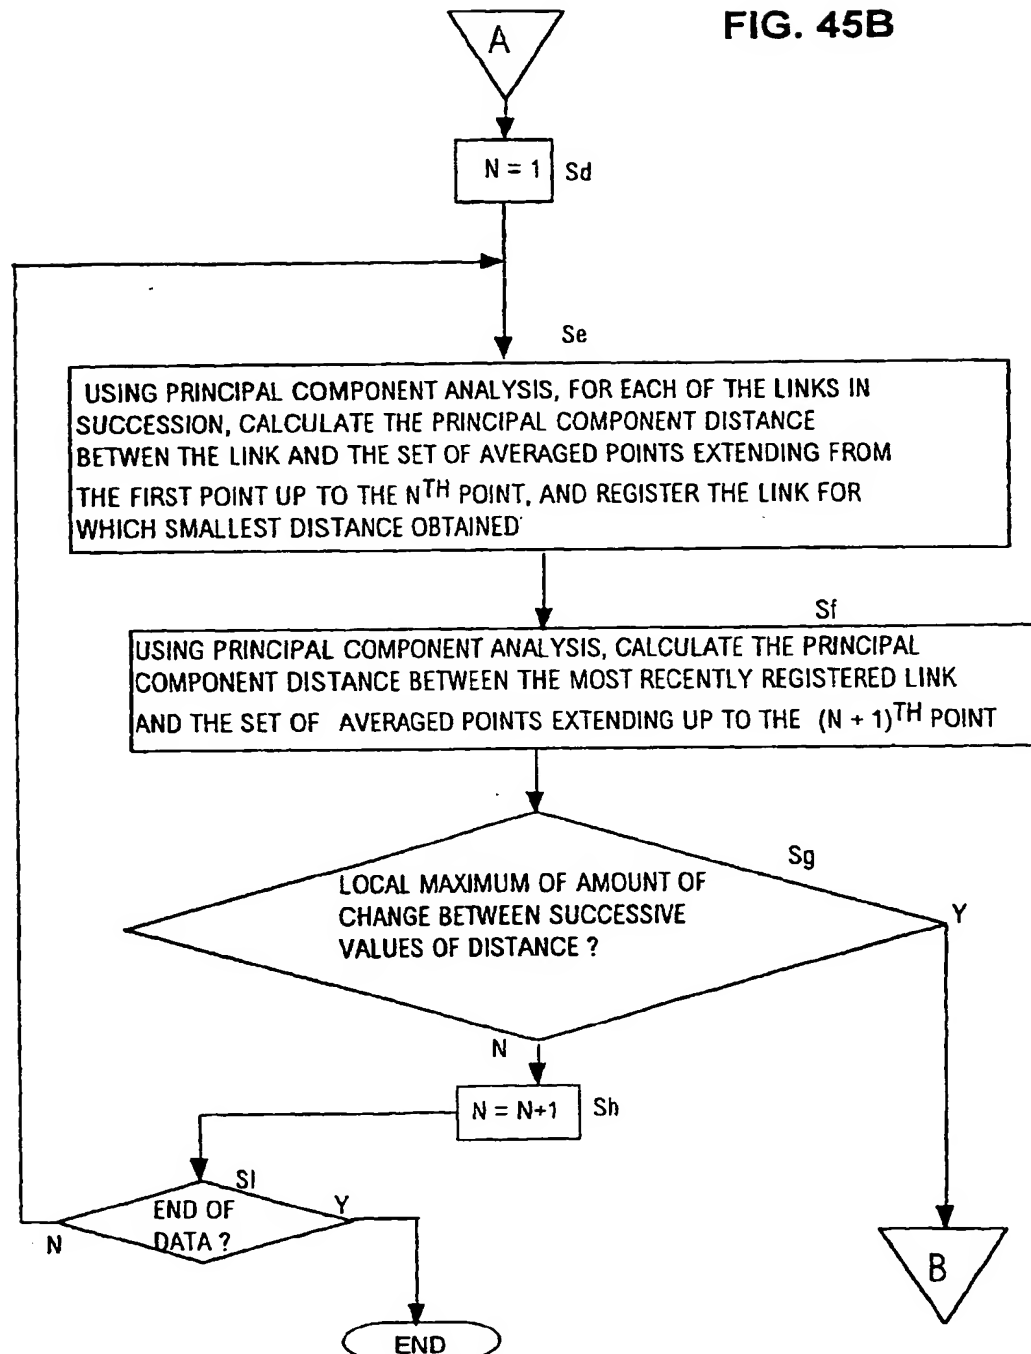 FIG. 45B
A
N = 1 Sd
Se
USING PRINCIPAL COMPONENT ANALYSIS, FOR EACH OF THE LINKS IN
SUCCESSION, CALCULATE THE PRINCIPAL COMPONENT DISTANCE
BETWEN THE LINK AND THE SET OF AVERAGED POINTS EXTENDING FROM
THE FIRST POINT UP TO THE NTH POINT, AND REGISTER THE LINK FOR
WHICH SMALLEST DISTANCE OBTAINED
Sf
USING PRINCIPAL COMPONENT ANALYSIS, CALCULATE THE PRINCIPAL
COMPONENT DISTANCE BETWEEN THE MOST RECENTLY REGISTERED LINK
AND THE SET OF AVERAGED POINTS EXTENDING UP TO THE (N + 1)TH POINT
Sg
LOCAL MAXIMUM OF AMOUNT OF
CHANGE BETWEEN SUCCESSIVE
VALUES OF DISTANCE ?
Y
N
N = N+1 Sh
SI
END OF
DATA ?
Y
N
B
END